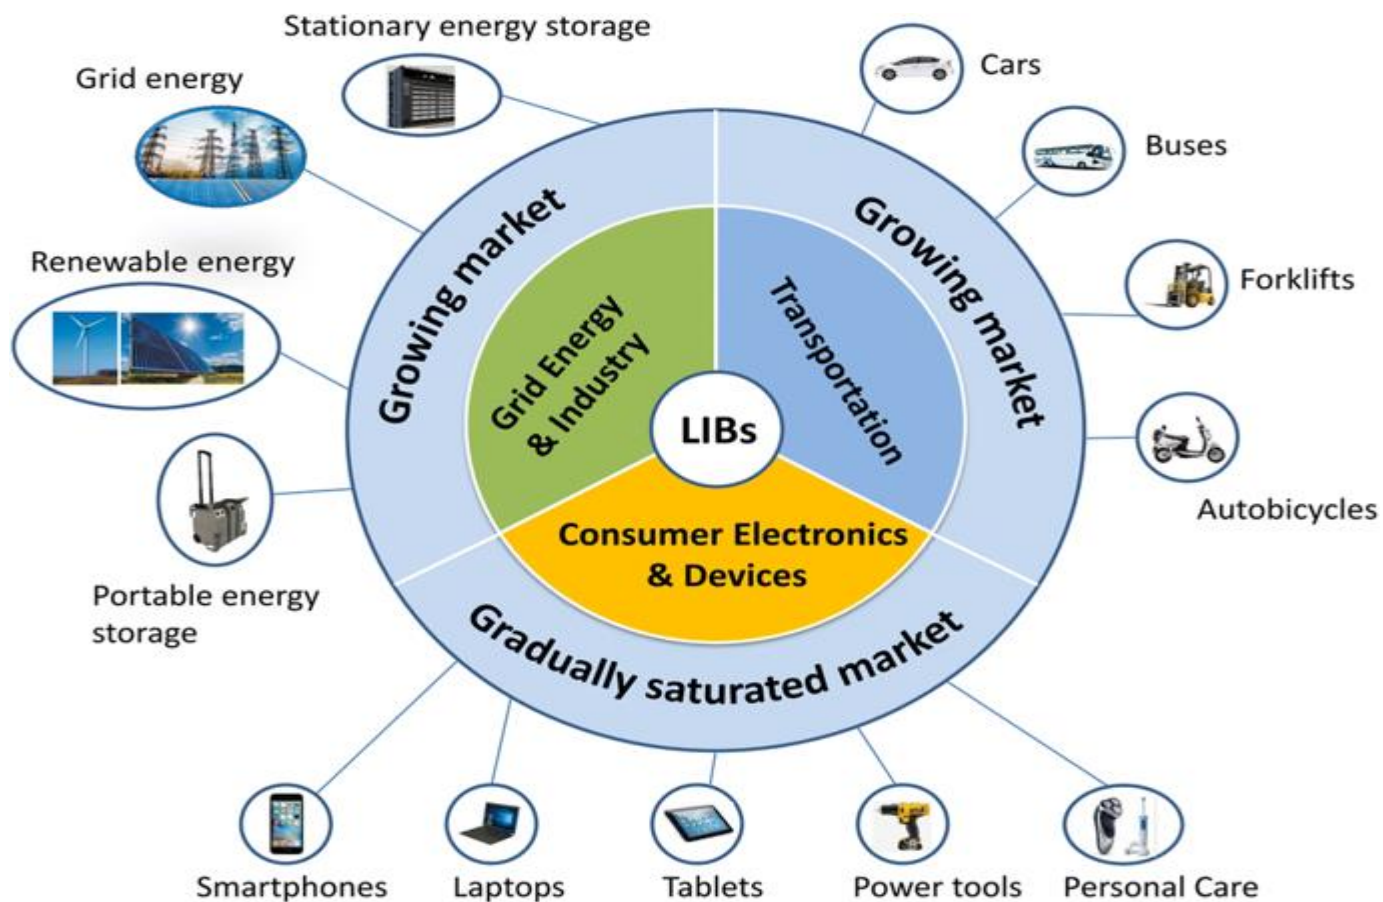 Stationary energy storage
Grid energy
Renewable energy
Portable energy
storage
Cars
Buses
Forklifts
Autobicycles
Growing market
Growing market
Gradually saturated market
Grid Energy
& Industry
Transportation
LIBs
Consumer Electronics
& Devices
Smartphones
Laptops
Tablets
Power tools
Personal Care